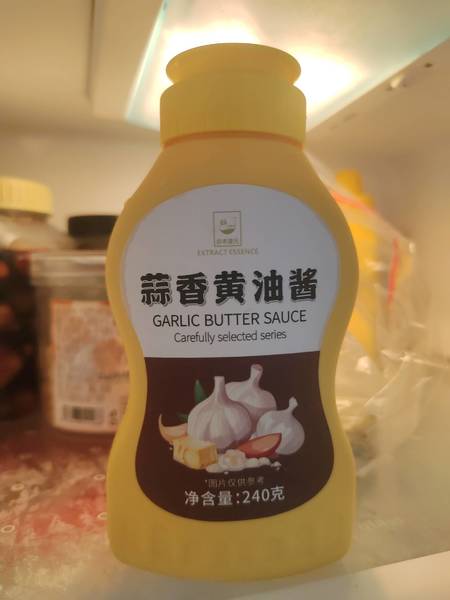 EXTRACT ESSENCE
蒜香黄油酱
GARLIC BUTTER SAUCE
Carefully selected series
*图片仅供参考
净含量:240克